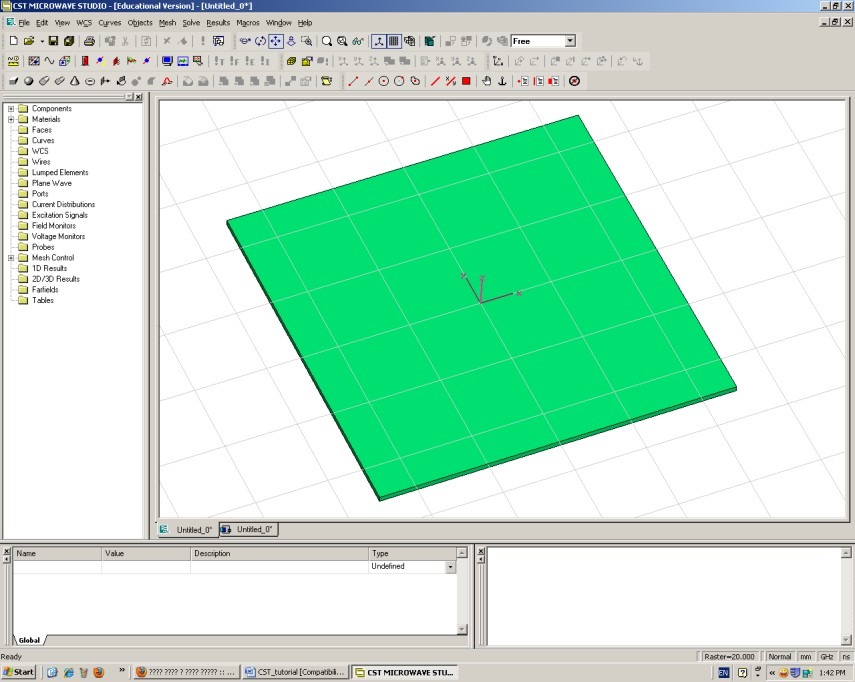 CST MICROWAVE STUDIO - [Educational Version] - [Untitled_0*]
File Edit View WCS Curves Objects Mesh Solve Results Macros Window Help
Free
Components
Materials
Faces
Curves
WCS
Wires
Lumped Elements
Plane Wave
Ports
Current Distributions
Excitation Signals
Field Monitors
Voltage Monitors
Probes
Mesh Control
1D Results
2D/3D Results
Farfields
Tables
y z x
Untitled_0* Untitled_0*
Name Value Description Type
Undefined
Global
Ready Raster=20.000 Normal mm GHz ns
Start ???? ???? ? ???? ????? :: ... CST_tutorial [Compatibili... CST MICROWAVE STU... EN 1:42 PM